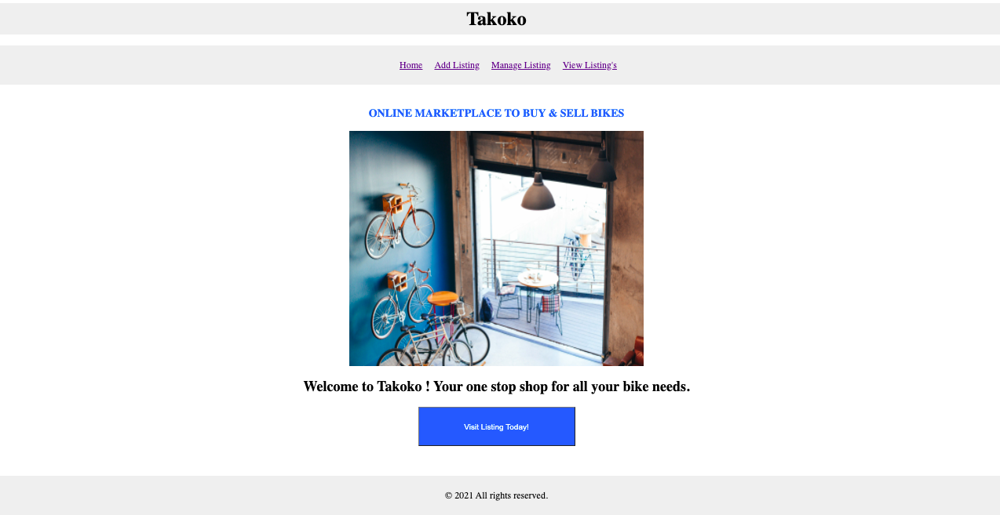 Takoko
Home Add Listing Manage Listing View Listing's
ONLINE MARKETPLACE TO BUY & SELL BIKES
Welcome to Takoko ! Your one stop shop for all your bike needs.
Visit Listing Today!
© 2021 All rights reserved.